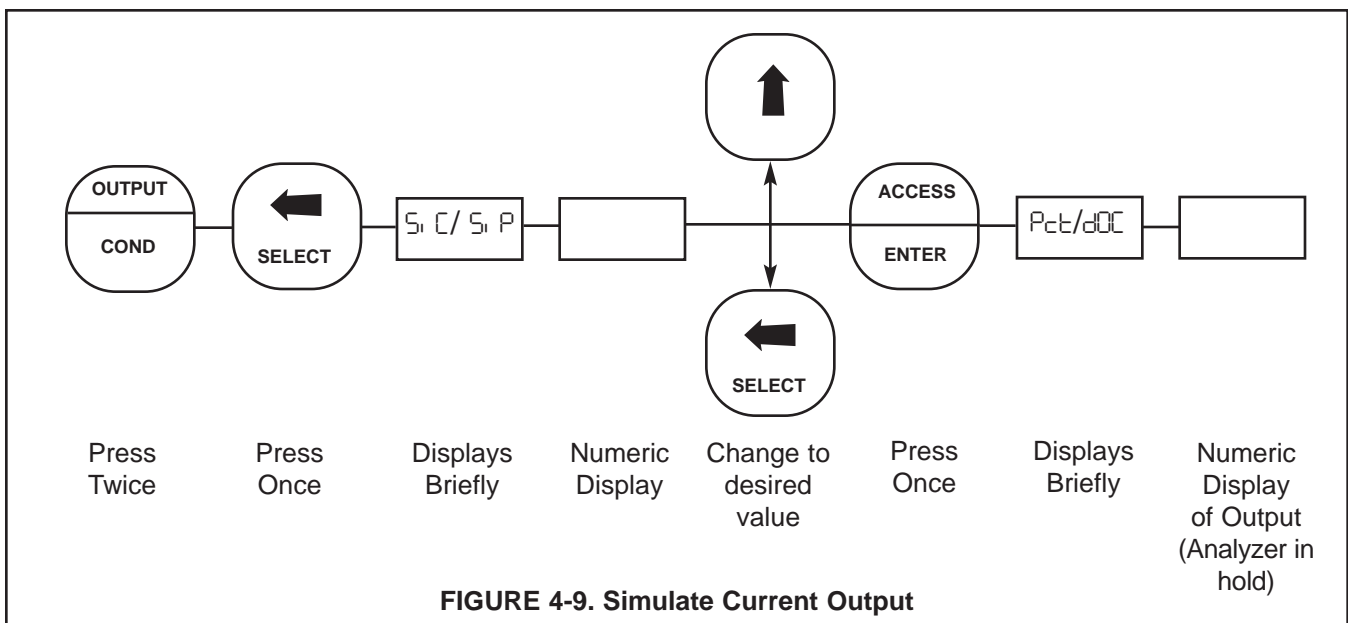 OUTPUT
COND
SELECT
Si C/ Si P
SELECT
ACCESS
ENTER
Pct/dOC
Press
Twice
Press
Once
Displays
Briefly
Numeric
Display
Change to
desired
value
Press
Once
Displays
Briefly
Numeric
Display
of Output
(Analyzer in
hold)
FIGURE 4-9. Simulate Current Output